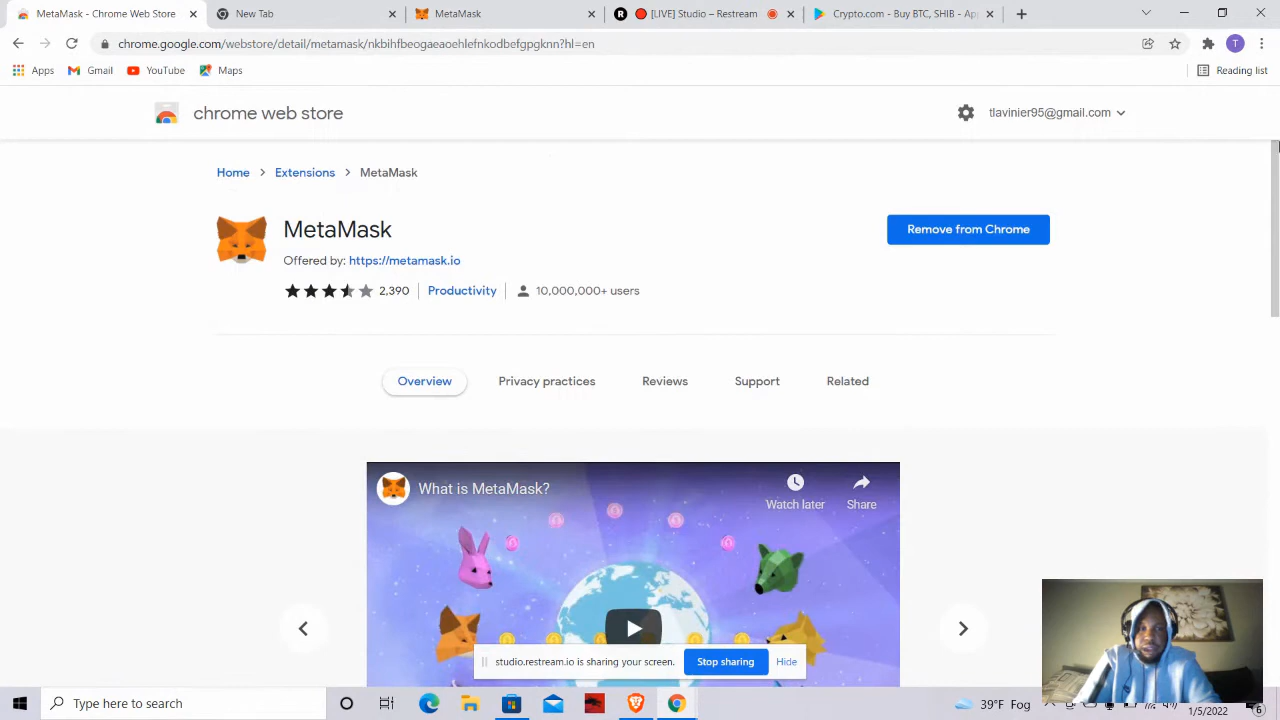 MetaMask - Chrome Web Store
New Tab
MetaMask
[LIVE] Studio – Restream
Crypto.com - Buy BTC, SHIB - Ap
chrome.google.com/webstore/detail/metamask/nkbihfbeogaeaoehlefnkodbefgpgknn?hl=en
Apps
Gmail
YouTube
Maps
Reading list
chrome web store
tlavinier95@gmail.com
Home > Extensions > MetaMask
MetaMask
Remove from Chrome
Offered by: https://metamask.io
2,390 | Productivity | 10,000,000+ users
Overview
Privacy practices
Reviews
Support
Related
What is MetaMask?
Watch later
Share
studio.restream.io is sharing your screen.
Stop sharing
Hide
Type here to search
39°F Fog
1/5/2022
6